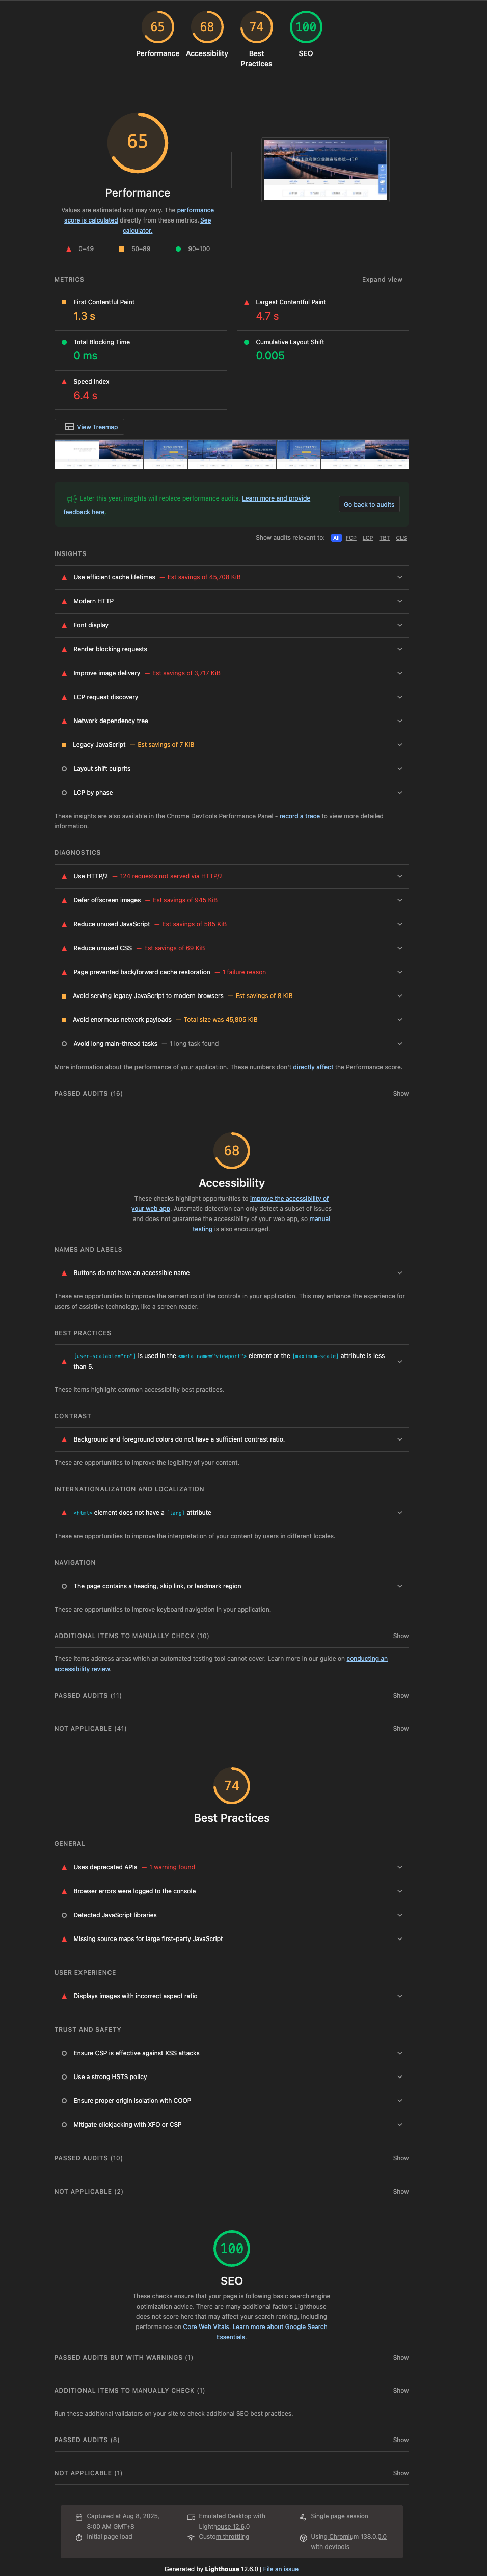 65
68
74
100
Performance
Accessibility
Best
Practices
SEO
65
Performance
Values are estimated and may vary. The performance
score is calculated directly from these metrics. See
calculator.
0–49
50–89
90–100
METRICS
Expand view
First Contentful Paint
1.3 s
Largest Contentful Paint
4.7 s
Total Blocking Time
0 ms
Cumulative Layout Shift
0.005
Speed Index
6.4 s
View Treemap
Later this year, insights will replace performance audits. Learn more and provide
feedback here.
Go back to audits
Show audits relevant to: All FCP LCP TBT CLS
INSIGHTS
Use efficient cache lifetimes — Est savings of 45,708 KiB
Modern HTTP
Font display
Render blocking requests
Improve image delivery — Est savings of 3,717 KiB
LCP request discovery
Network dependency tree
Legacy JavaScript — Est savings of 7 KiB
Layout shift culprits
LCP by phase
These insights are also available in the Chrome DevTools Performance Panel - record a trace to view more detailed
information.
DIAGNOSTICS
Use HTTP/2 — 124 requests not served via HTTP/2
Defer offscreen images — Est savings of 945 KiB
Reduce unused JavaScript — Est savings of 585 KiB
Reduce unused CSS — Est savings of 69 KiB
Page prevented back/forward cache restoration — 1 failure reason
Avoid serving legacy JavaScript to modern browsers — Est savings of 8 KiB
Avoid enormous network payloads — Total size was 45,805 KiB
Avoid long main-thread tasks — 1 long task found
More information about the performance of your application. These numbers don't directly affect the Performance score.
PASSED AUDITS (16)
Show
68
Accessibility
These checks highlight opportunities to improve the accessibility of
your web app. Automatic detection can only detect a subset of issues
and does not guarantee the accessibility of your web app, so manual
testing is also encouraged.
NAMES AND LABELS
Buttons do not have an accessible name
These are opportunities to improve the semantics of the controls in your application. This may enhance the experience for
users of assistive technology, like a screen reader.
BEST PRACTICES
[user-scalable="no"] is used in the <meta name="viewport"> element or the [maximum-scale] attribute is less
than 5.
These items highlight common accessibility best practices.
CONTRAST
Background and foreground colors do not have a sufficient contrast ratio.
These are opportunities to improve the legibility of your content.
INTERNATIONALIZATION AND LOCALIZATION
<html> element does not have a [lang] attribute
These are opportunities to improve the interpretation of your content by users in different locales.
NAVIGATION
The page contains a heading, skip link, or landmark region
These are opportunities to improve keyboard navigation in your application.
ADDITIONAL ITEMS TO MANUALLY CHECK (10)
Show
These items address areas which an automated testing tool cannot cover. Learn more in our guide on conducting an
accessibility review.
PASSED AUDITS (11)
Show
NOT APPLICABLE (41)
Show
74
Best Practices
GENERAL
Uses deprecated APIs — 1 warning found
Browser errors were logged to the console
Detected JavaScript libraries
Missing source maps for large first-party JavaScript
USER EXPERIENCE
Displays images with incorrect aspect ratio
TRUST AND SAFETY
Ensure CSP is effective against XSS attacks
Use a strong HSTS policy
Ensure proper origin isolation with COOP
Mitigate clickjacking with XFO or CSP
PASSED AUDITS (10)
Show
NOT APPLICABLE (2)
Show
100
SEO
These checks ensure that your page is following basic search engine
optimization advice. There are many additional factors Lighthouse
does not score here that may affect your search ranking, including
performance on Core Web Vitals. Learn more about Google Search
Essentials.
PASSED AUDITS BUT WITH WARNINGS (1)
Show
ADDITIONAL ITEMS TO MANUALLY CHECK (1)
Show
Run these additional validators on your site to check additional SEO best practices.
PASSED AUDITS (8)
Show
NOT APPLICABLE (1)
Show
Captured at Aug 8, 2025,
8:00 AM GMT+8
Emulated Desktop with
Lighthouse 12.6.0
Single page session
Initial page load
Custom throttling
Using Chromium 138.0.0.0
with devtools
Generated by Lighthouse 12.6.0 | File an issue